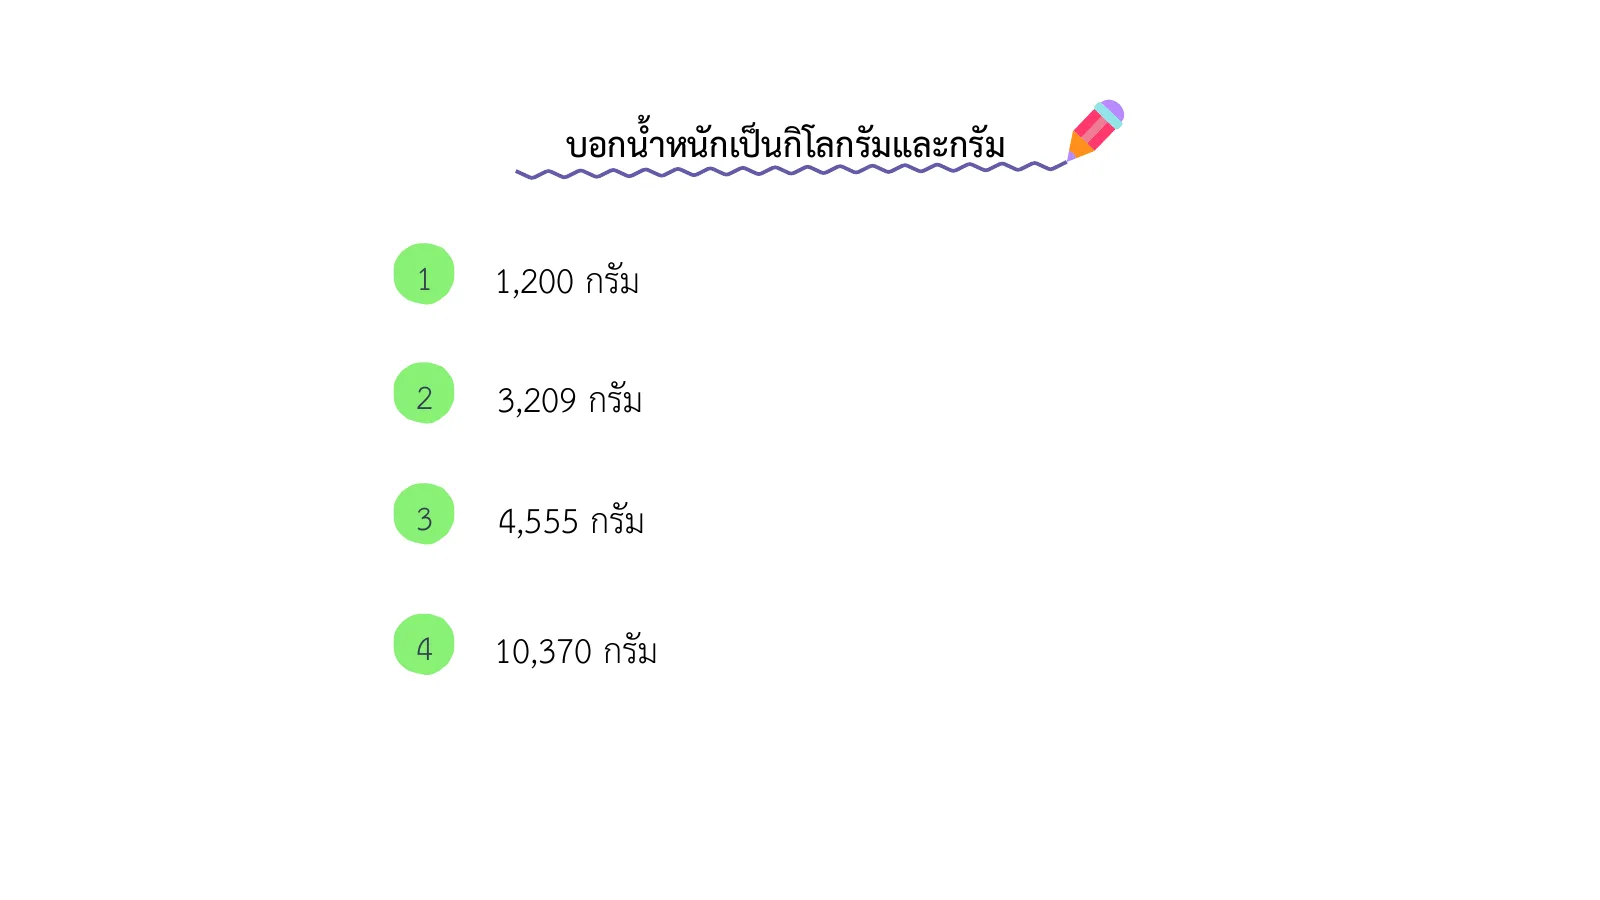 บอกน้ำหนักเป็นกิโลกรัมและกรัม
1 1,200 กรัม
2 3,209 กรัม
3 4,555 กรัม
4 10,370 กรัม